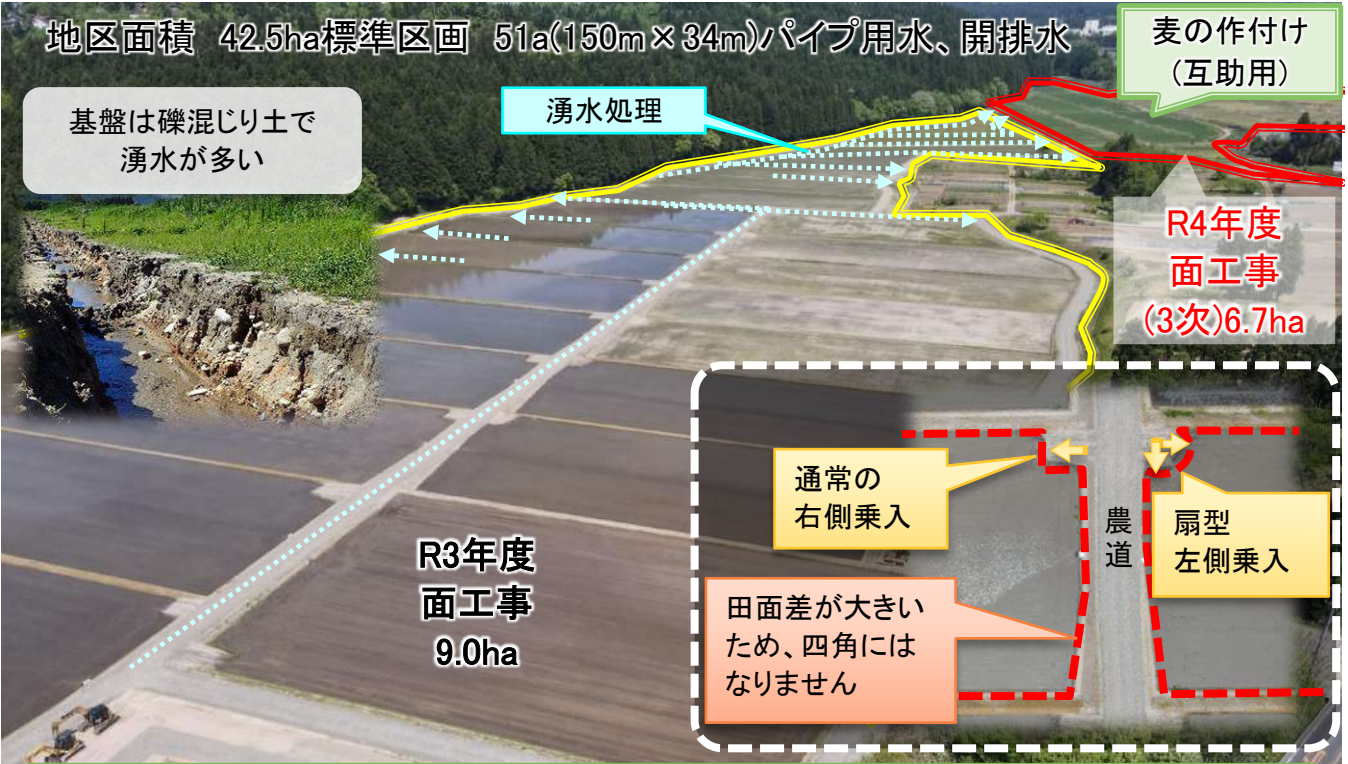 地区面積 42.5ha標準区画 51a(150m×34m)パイプ用水、開排水
麦の作付け
(互助用)
基盤は礫混じり土で
湧水が多い
湧水処理
R4年度
面工事
(3次)6.7ha
通常の
右側乗入
農道
扇型
左側乗入
R3年度
面工事
9.0ha
田面差が大きい
ため、四角には
なりません